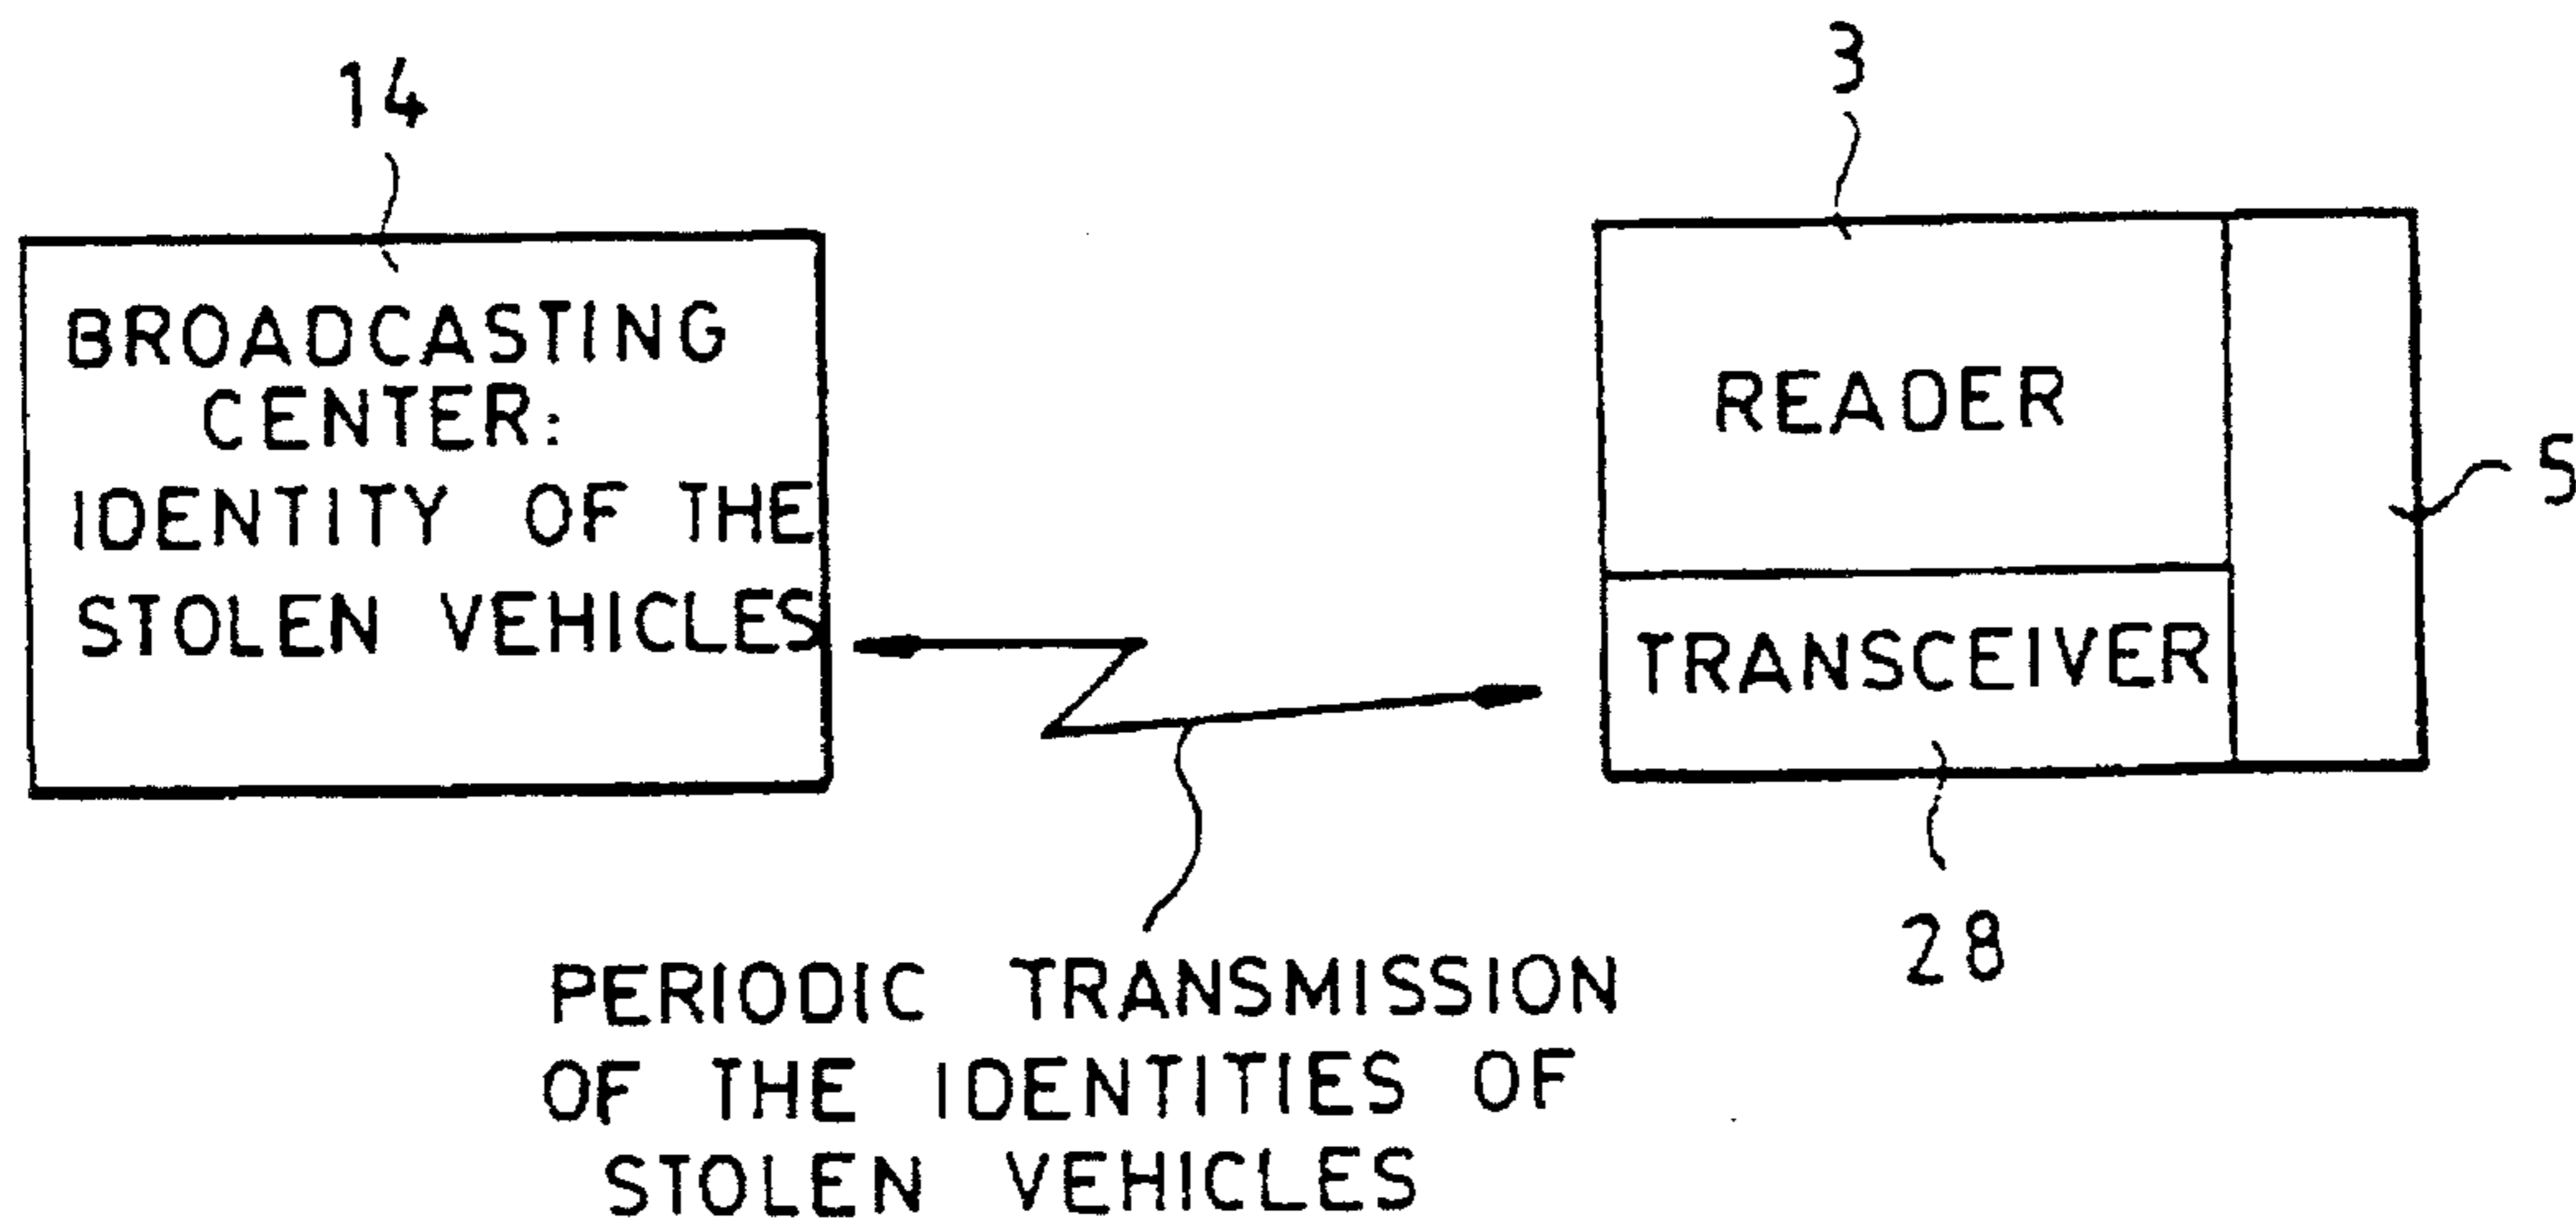 14
BROADCASTING
CENTER:
IDENTITY OF THE
STOLEN VEHICLES
3
READER
5
TRANSCEIVER
28
PERIODIC TRANSMISSION
OF THE IDENTITIES OF
STOLEN VEHICLES